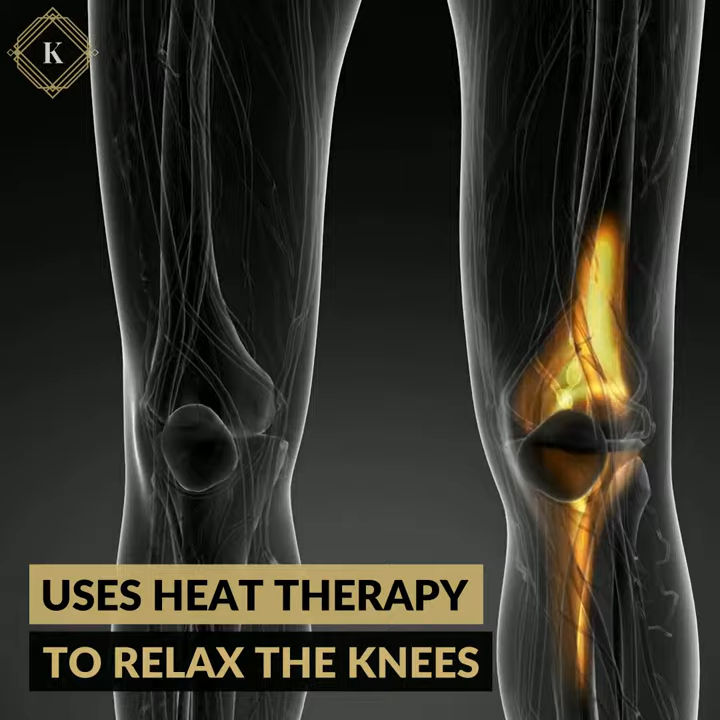 K
USES HEAT THERAPY
TO RELAX THE KNEES